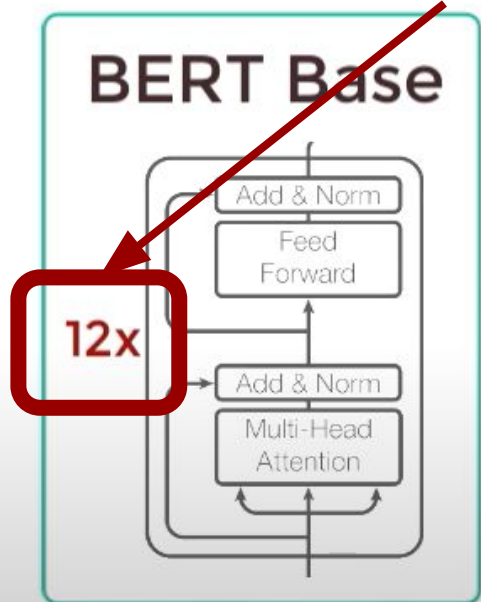 BERT Base
Add & Norm
Feed
Forward
12x
Add & Norm
Multi-Head
Attention